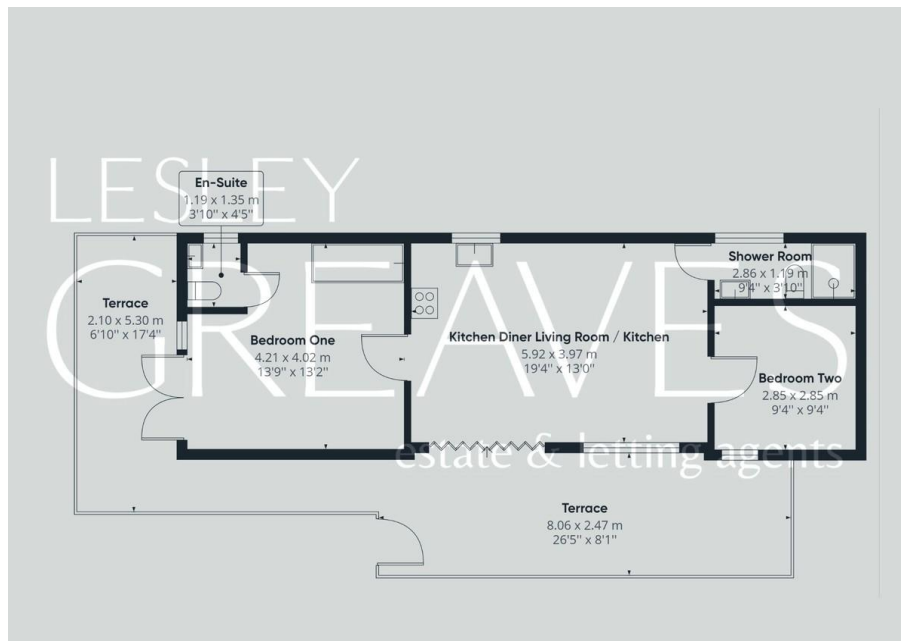 LESLEY
GREAVES
estate & letting agents
En-Suite
1.19 x 1.35 m
3'10" x 4'5"
Terrace
2.10 x 5.30 m
6'10" x 17'4"
Bedroom One
4.21 x 4.02 m
13'9" x 13'2"
Kitchen Diner Living Room / Kitchen
5.92 x 3.97 m
19'4" x 13'0"
Shower Room
2.86 x 1.19 m
9'4" x 3'10"
Bedroom Two
2.85 x 2.85 m
9'4" x 9'4"
Terrace
8.06 x 2.47 m
26'5" x 8'1"